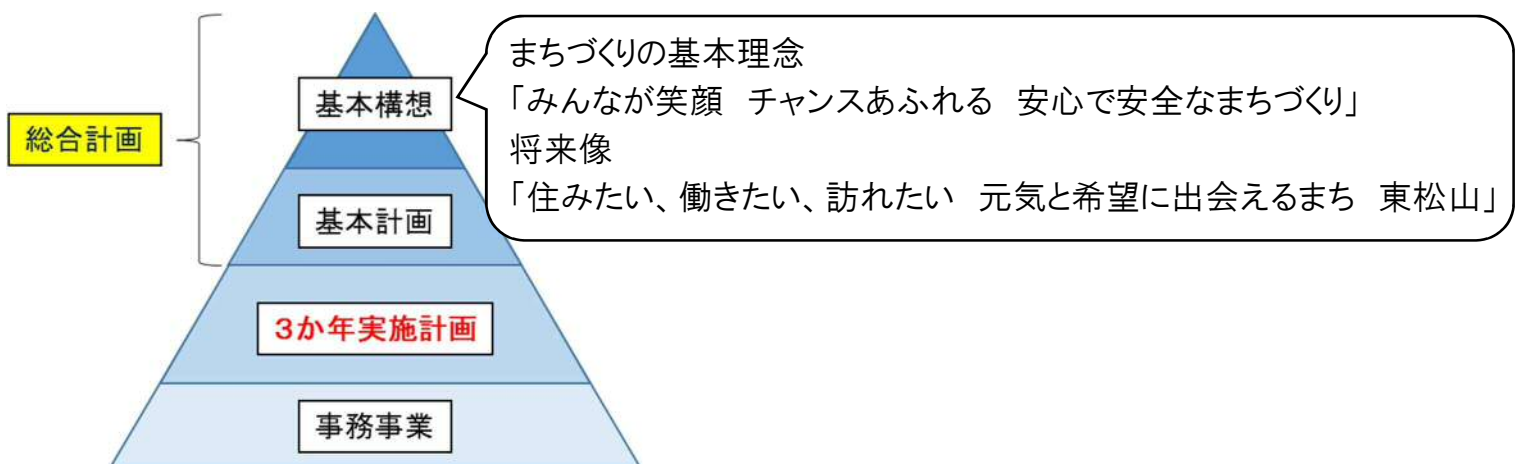 まちづくりの基本理念
「みんなが笑顔　チャンスあふれる　安心で安全なまちづくり」
将来像
「住みたい、働きたい、訪れたい　元気と希望に出会えるまち　東松山」
基本構想
総合計画
基本計画
３か年実施計画
事務事業